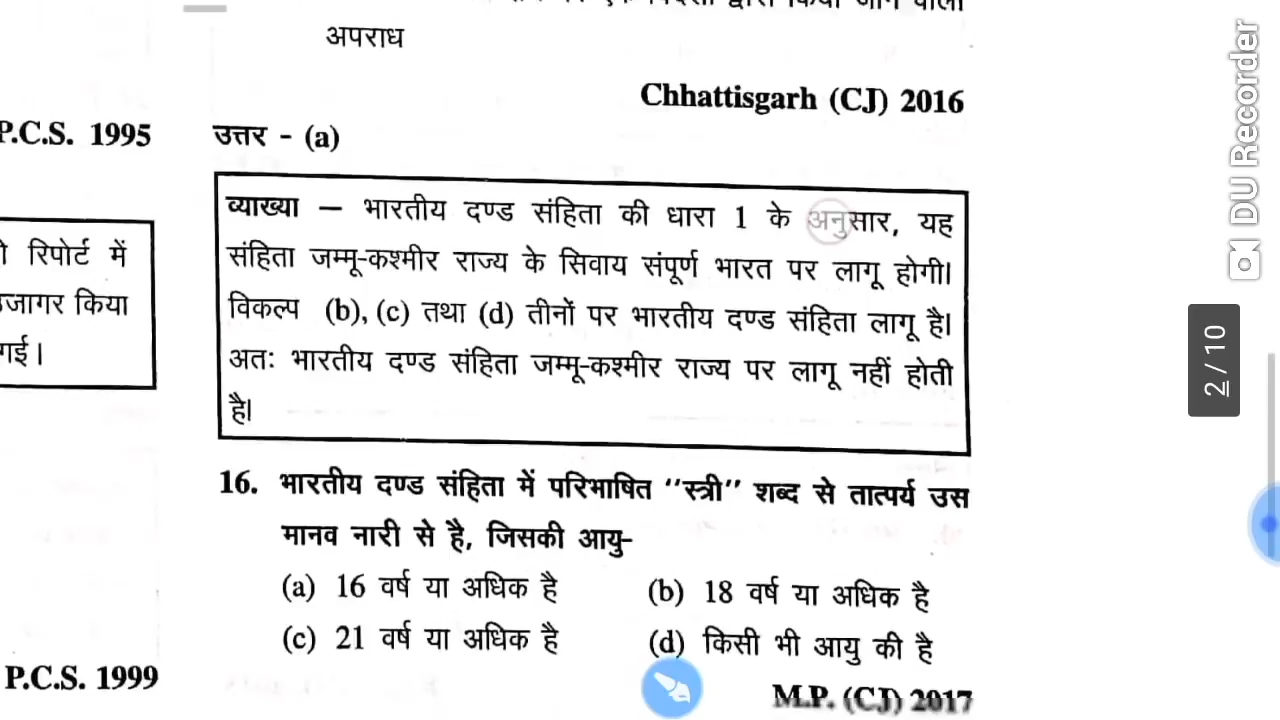 अपराध
Chhattisgarh (CJ) 2016
P.C.S. 1995
उत्तर - (a)
रिपोर्ट में
किया
गई।
व्याख्या — भारतीय दण्ड संहिता की धारा 1 के अनुसार, यह
संहिता जम्मू-कश्मीर राज्य के सिवाय संपूर्ण भारत पर लागू होगी।
विकल्प (b), (c) तथा (d) तीनों पर भारतीय दण्ड संहिता लागू है।
अतः भारतीय दण्ड संहिता जम्मू-कश्मीर राज्य पर लागू नहीं होती
है।
16. भारतीय दण्ड संहिता में परिभाषित ''स्त्री'' शब्द से तात्पर्य उस
मानव नारी से है, जिसकी आयु-
(a) 16 वर्ष या अधिक है (b) 18 वर्ष या अधिक है
(c) 21 वर्ष या अधिक है (d) किसी भी आयु की है
P.C.S. 1999
M.P. (CJ) 2017
2 / 10
DU Recorder